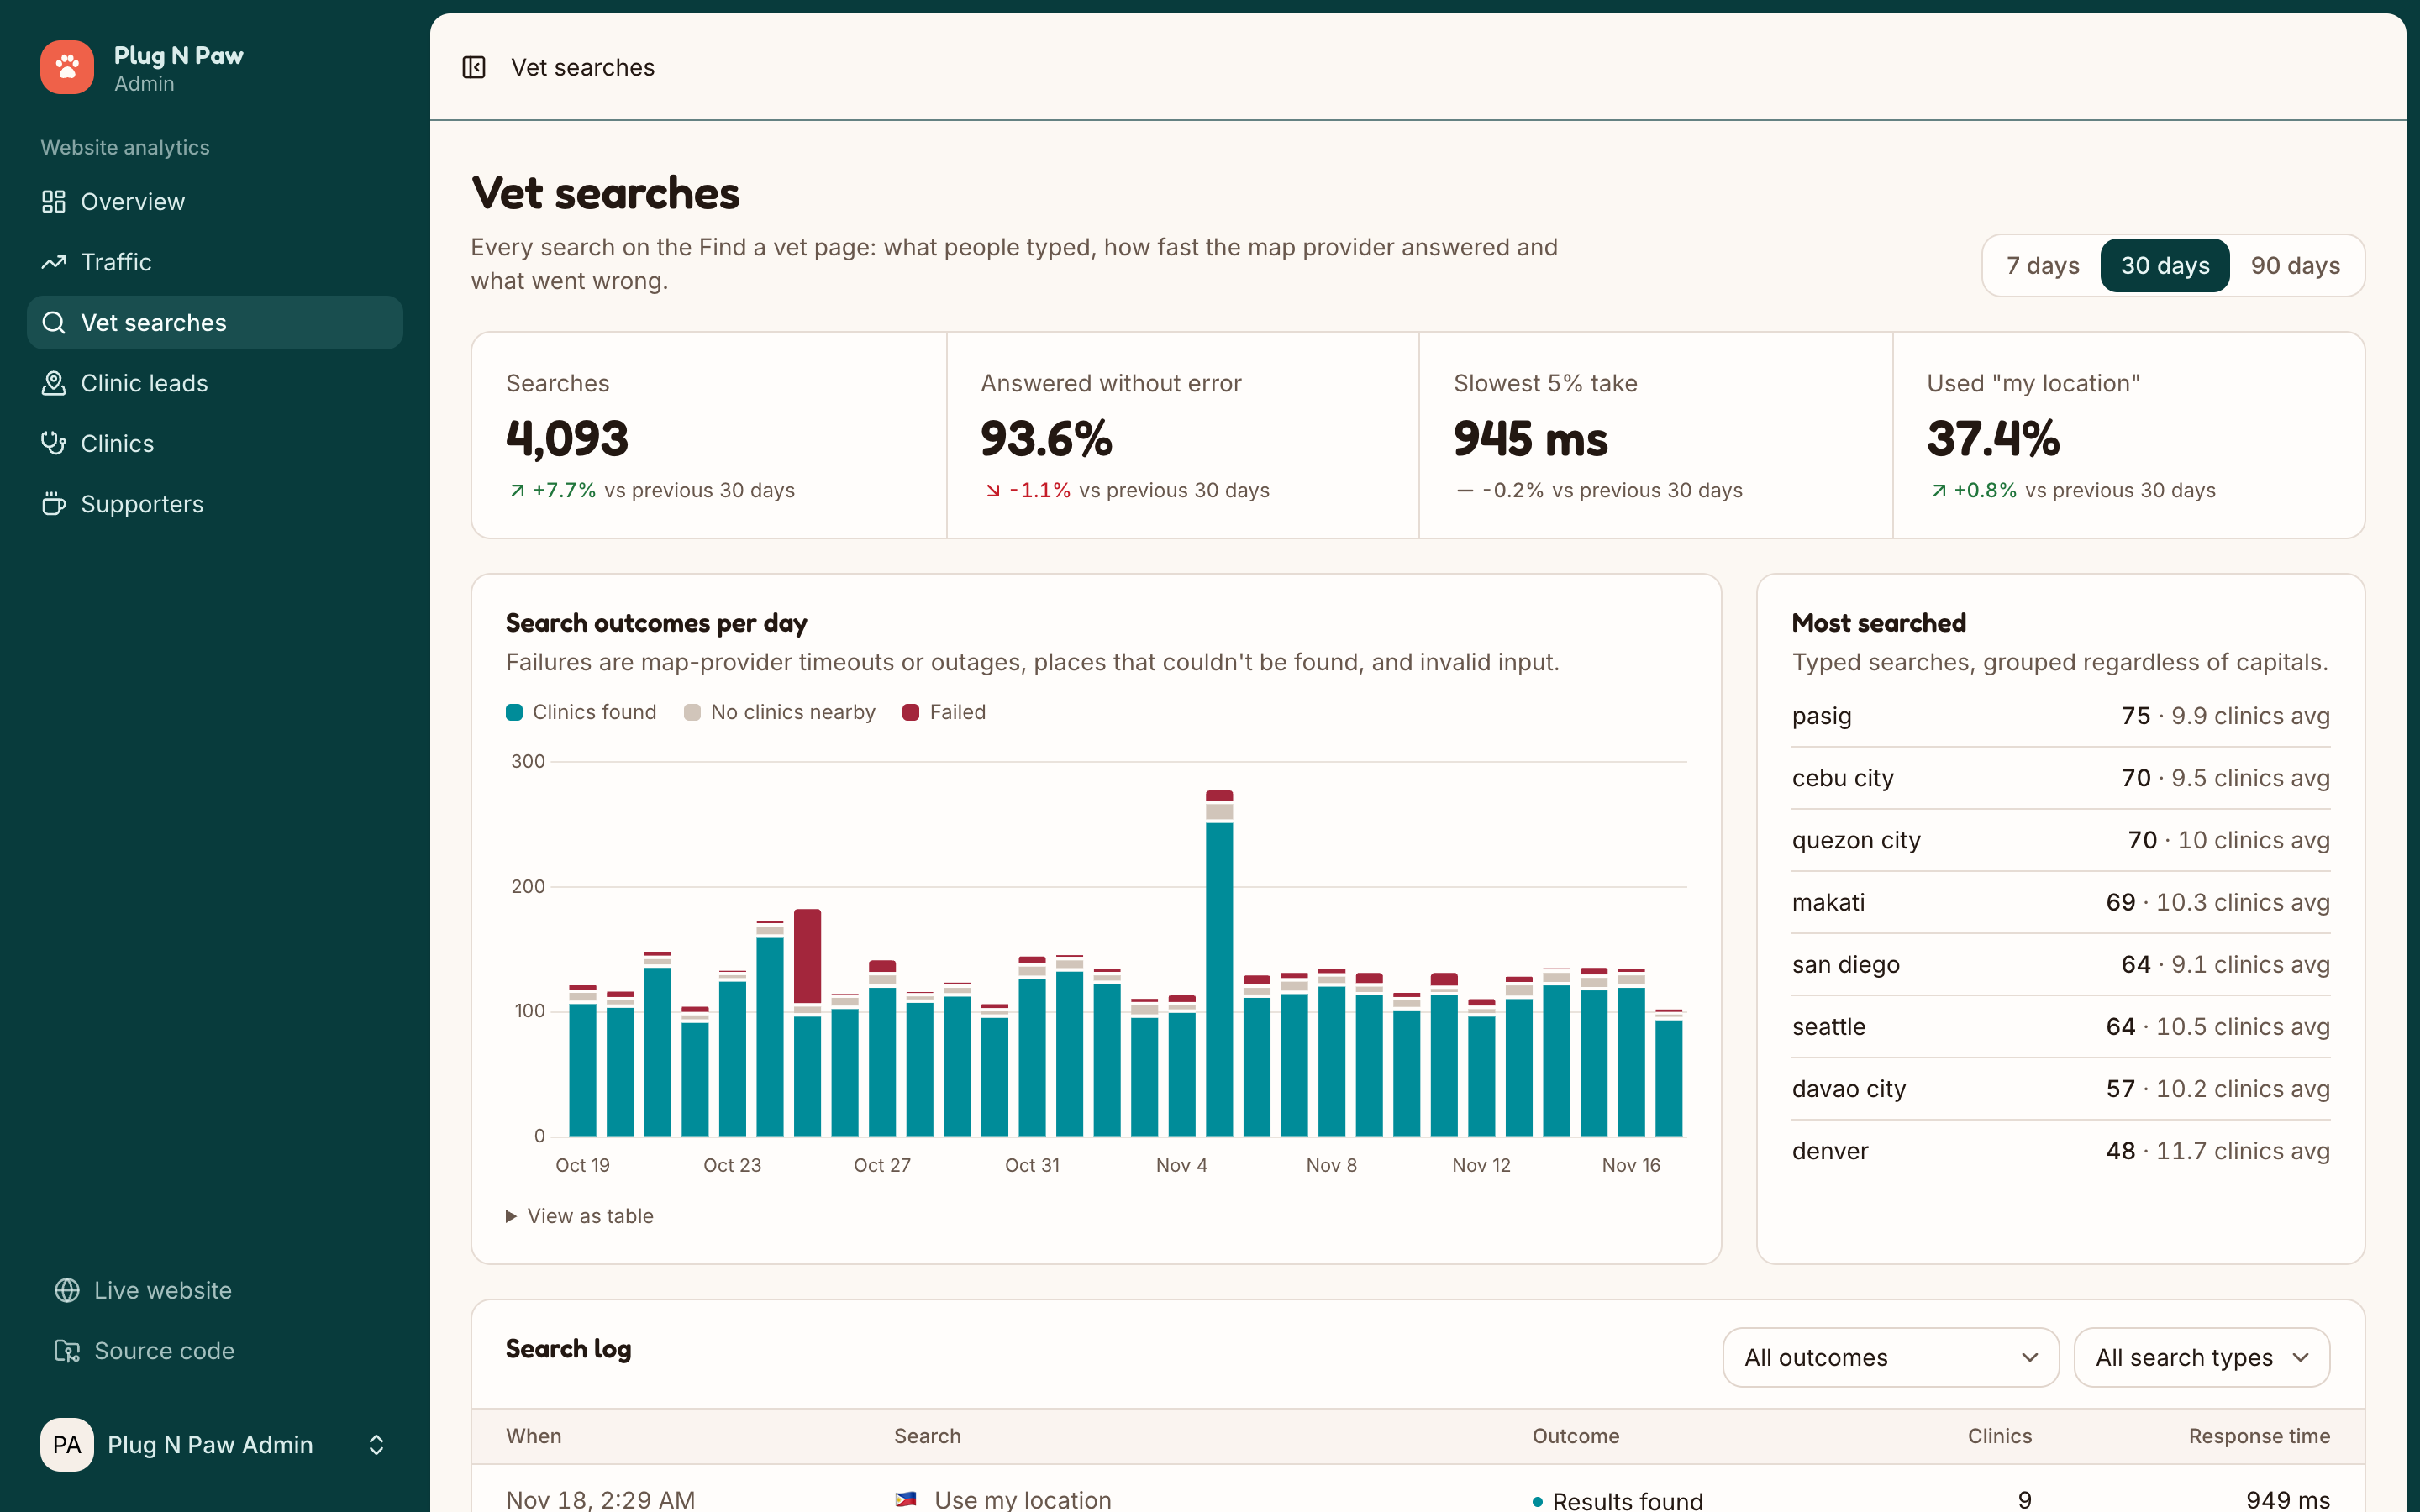 Plug N Paw
Admin
Website analytics
Overview
Traffic
Vet searches
Clinic leads
Clinics
Supporters
Live website
Source code
PA
Plug N Paw Admin
Vet searches
Vet searches
Every search on the Find a vet page: what people typed, how fast the map provider answered and
what went wrong.
7 days
30 days
90 days
Searches
4,093
+7.7% vs previous 30 days
Answered without error
93.6%
-1.1% vs previous 30 days
Slowest 5% take
945 ms
-0.2% vs previous 30 days
Used "my location"
37.4%
+0.8% vs previous 30 days
Search outcomes per day
Failures are map-provider timeouts or outages, places that couldn't be found, and invalid input.
Clinics found
No clinics nearby
Failed
300
200
100
0
Oct 19 Oct 23 Oct 27 Oct 31 Nov 4 Nov 8 Nov 12 Nov 16
View as table
Most searched
Typed searches, grouped regardless of capitals.
pasig 75 · 9.9 clinics avg
cebu city 70 · 9.5 clinics avg
quezon city 70 · 10 clinics avg
makati 69 · 10.3 clinics avg
san diego 64 · 9.1 clinics avg
seattle 64 · 10.5 clinics avg
davao city 57 · 10.2 clinics avg
denver 48 · 11.7 clinics avg
Search log
All outcomes
All search types
When Search Outcome Clinics Response time
Nov 18, 2:29 AM Use my location Results found 9 949 ms